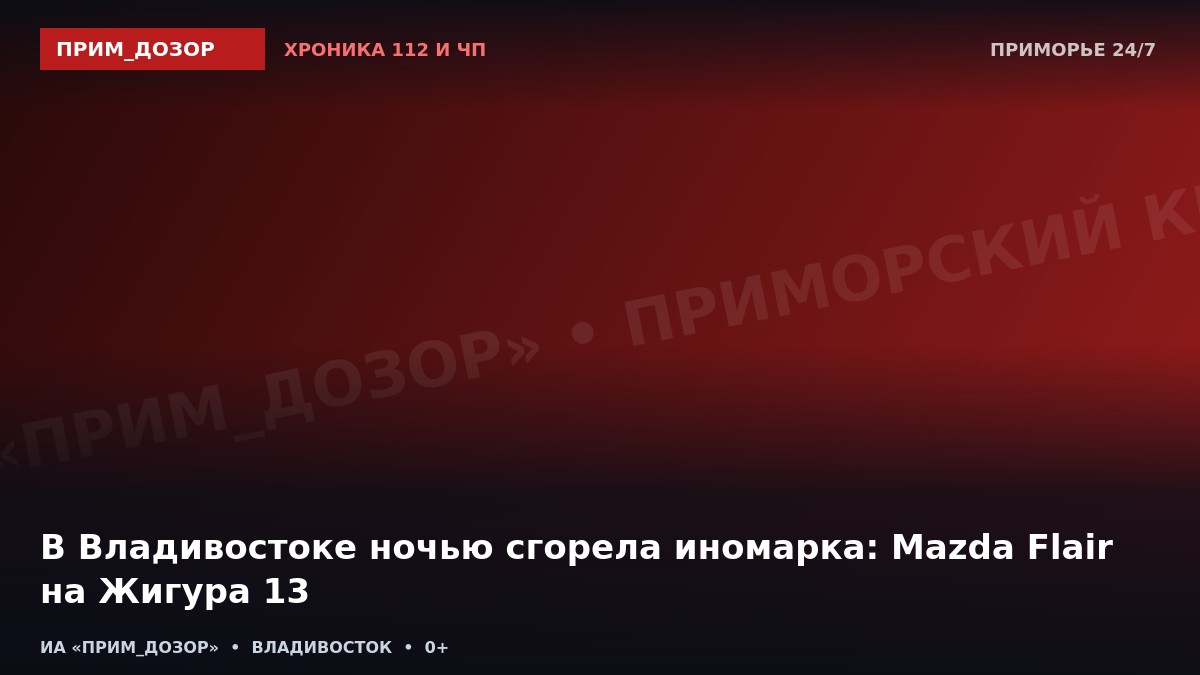 ПРИМ_ДОЗОР
ХРОНИКА 112 И ЧП
ПРИМОРЬЕ 24/7
«ПРИМ_ДОЗОР» • ПРИМОРСКИЙ
В Владивостоке ночью сгорела иномарка: Mazda Flair
на Жигура 13
ИА «ПРИМ_ДОЗОР» • ВЛАДИВОСТОК • 0+